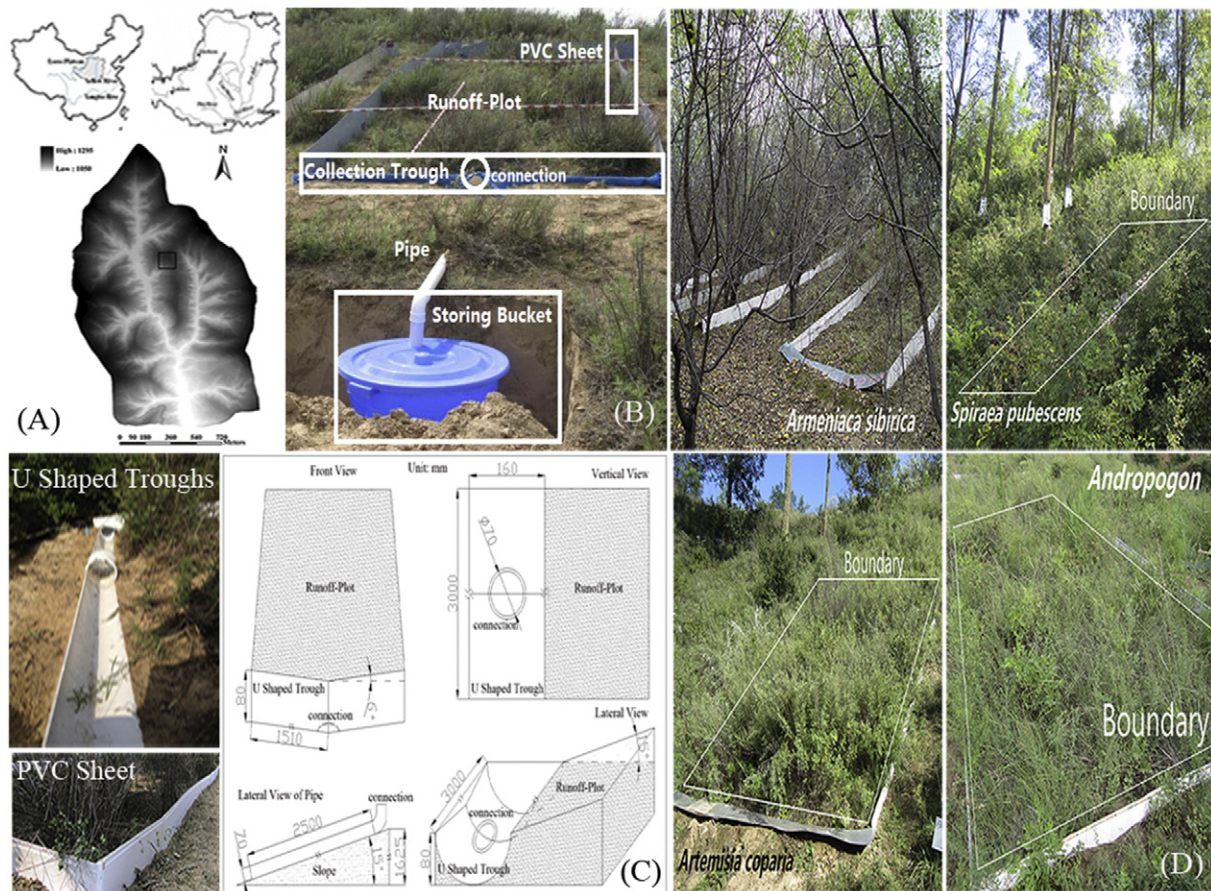 High : 1295
Low : 1050
N
0 90 180 360 540 720
Meters
(A)
PVC Sheet
Runoff-Plot
Collection Trough
connection
Pipe
Storing Bucket
(B)
Armeniaca sibirica
Boundary
Spiraea pubescens
U Shaped Troughs
PVC Sheet
Front View
Unit: mm
Vertical View
160
Φ70
3000
Runoff-Plot
Runoff-Plot
connection
U Shaped Trough
80
U Shaped Trough
connection
6°
1510
Lateral View
15°
Lateral View of Pipe
connection
3000
Runoff-Plot
connection
2500
70
15°
1625
Slope
80
U Shaped Trough
(C)
Boundary
Artemisia coparia
Andropogon
Boundary
(D)